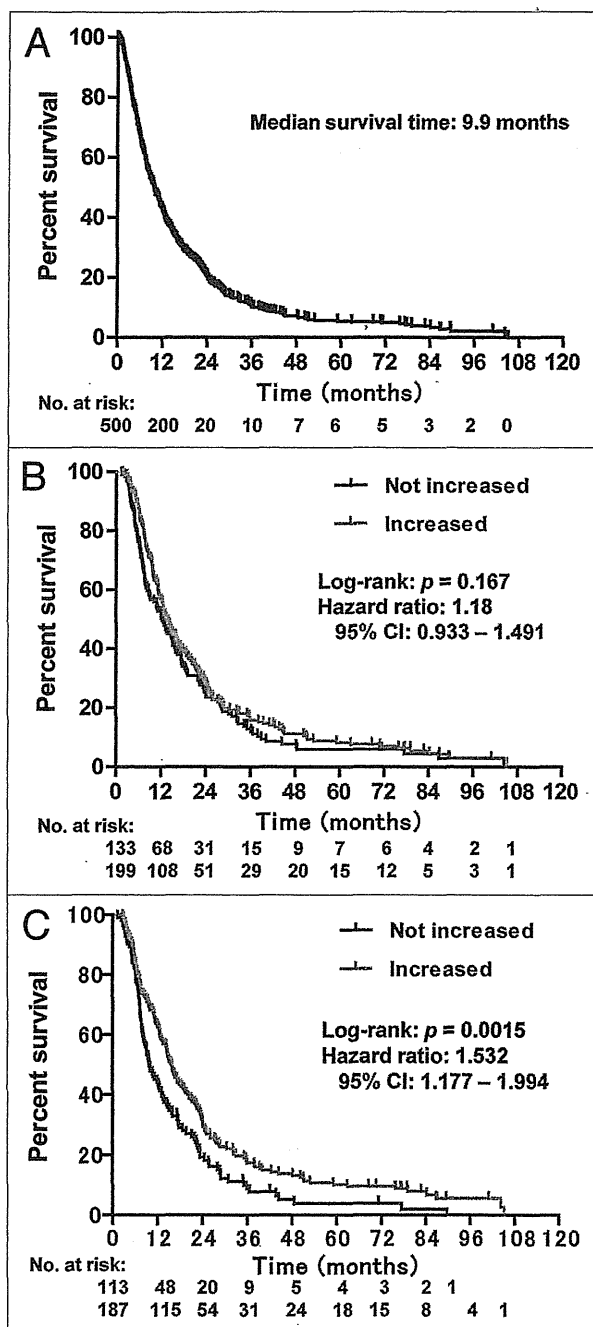 A
100
80
60
40
20
0
Percent survival
Median survival time: 9.9 months
0 12 24 36 48 60 72 84 96 108 120
Time (months)
No. at risk:
500 200 20 10 7 6 5 3 2 0
B
100
80
60
40
20
0
Percent survival
Not increased
Increased
Log-rank: p = 0.167
Hazard ratio: 1.18
95% CI: 0.933 – 1.491
0 12 24 36 48 60 72 84 96 108 120
Time (months)
No. at risk:
133 68 31 15 9 7 6 4 2 1
199 108 51 29 20 15 12 5 3 1
C
100
80
60
40
20
0
Percent survival
Not increased
Increased
Log-rank: p = 0.0015
Hazard ratio: 1.532
95% CI: 1.177 – 1.994
0 12 24 36 48 60 72 84 96 108 120
Time (months)
No. at risk:
113 48 20 9 5 4 3 2 1
187 115 54 31 24 18 15 8 4 1